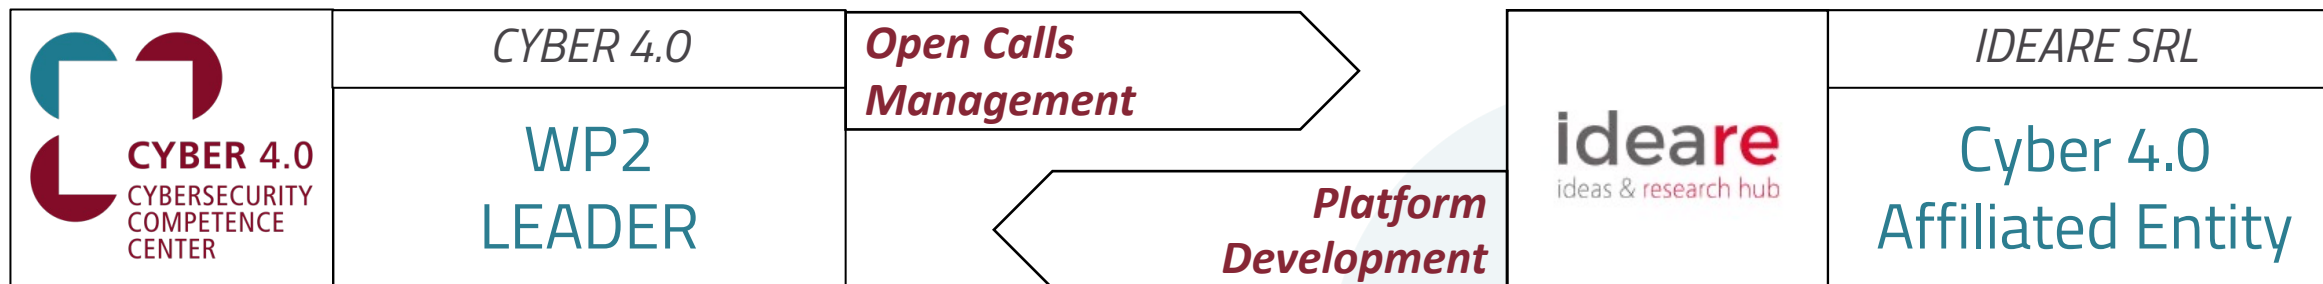 CYBER 4.0
CYBERSECURITY
COMPETENCE
CENTER
CYBER 4.0
WP2
LEADER
Open Calls
Management
Platform
Development
ideare
ideas & research hub
IDEARE SRL
Cyber 4.0
Affiliated Entity